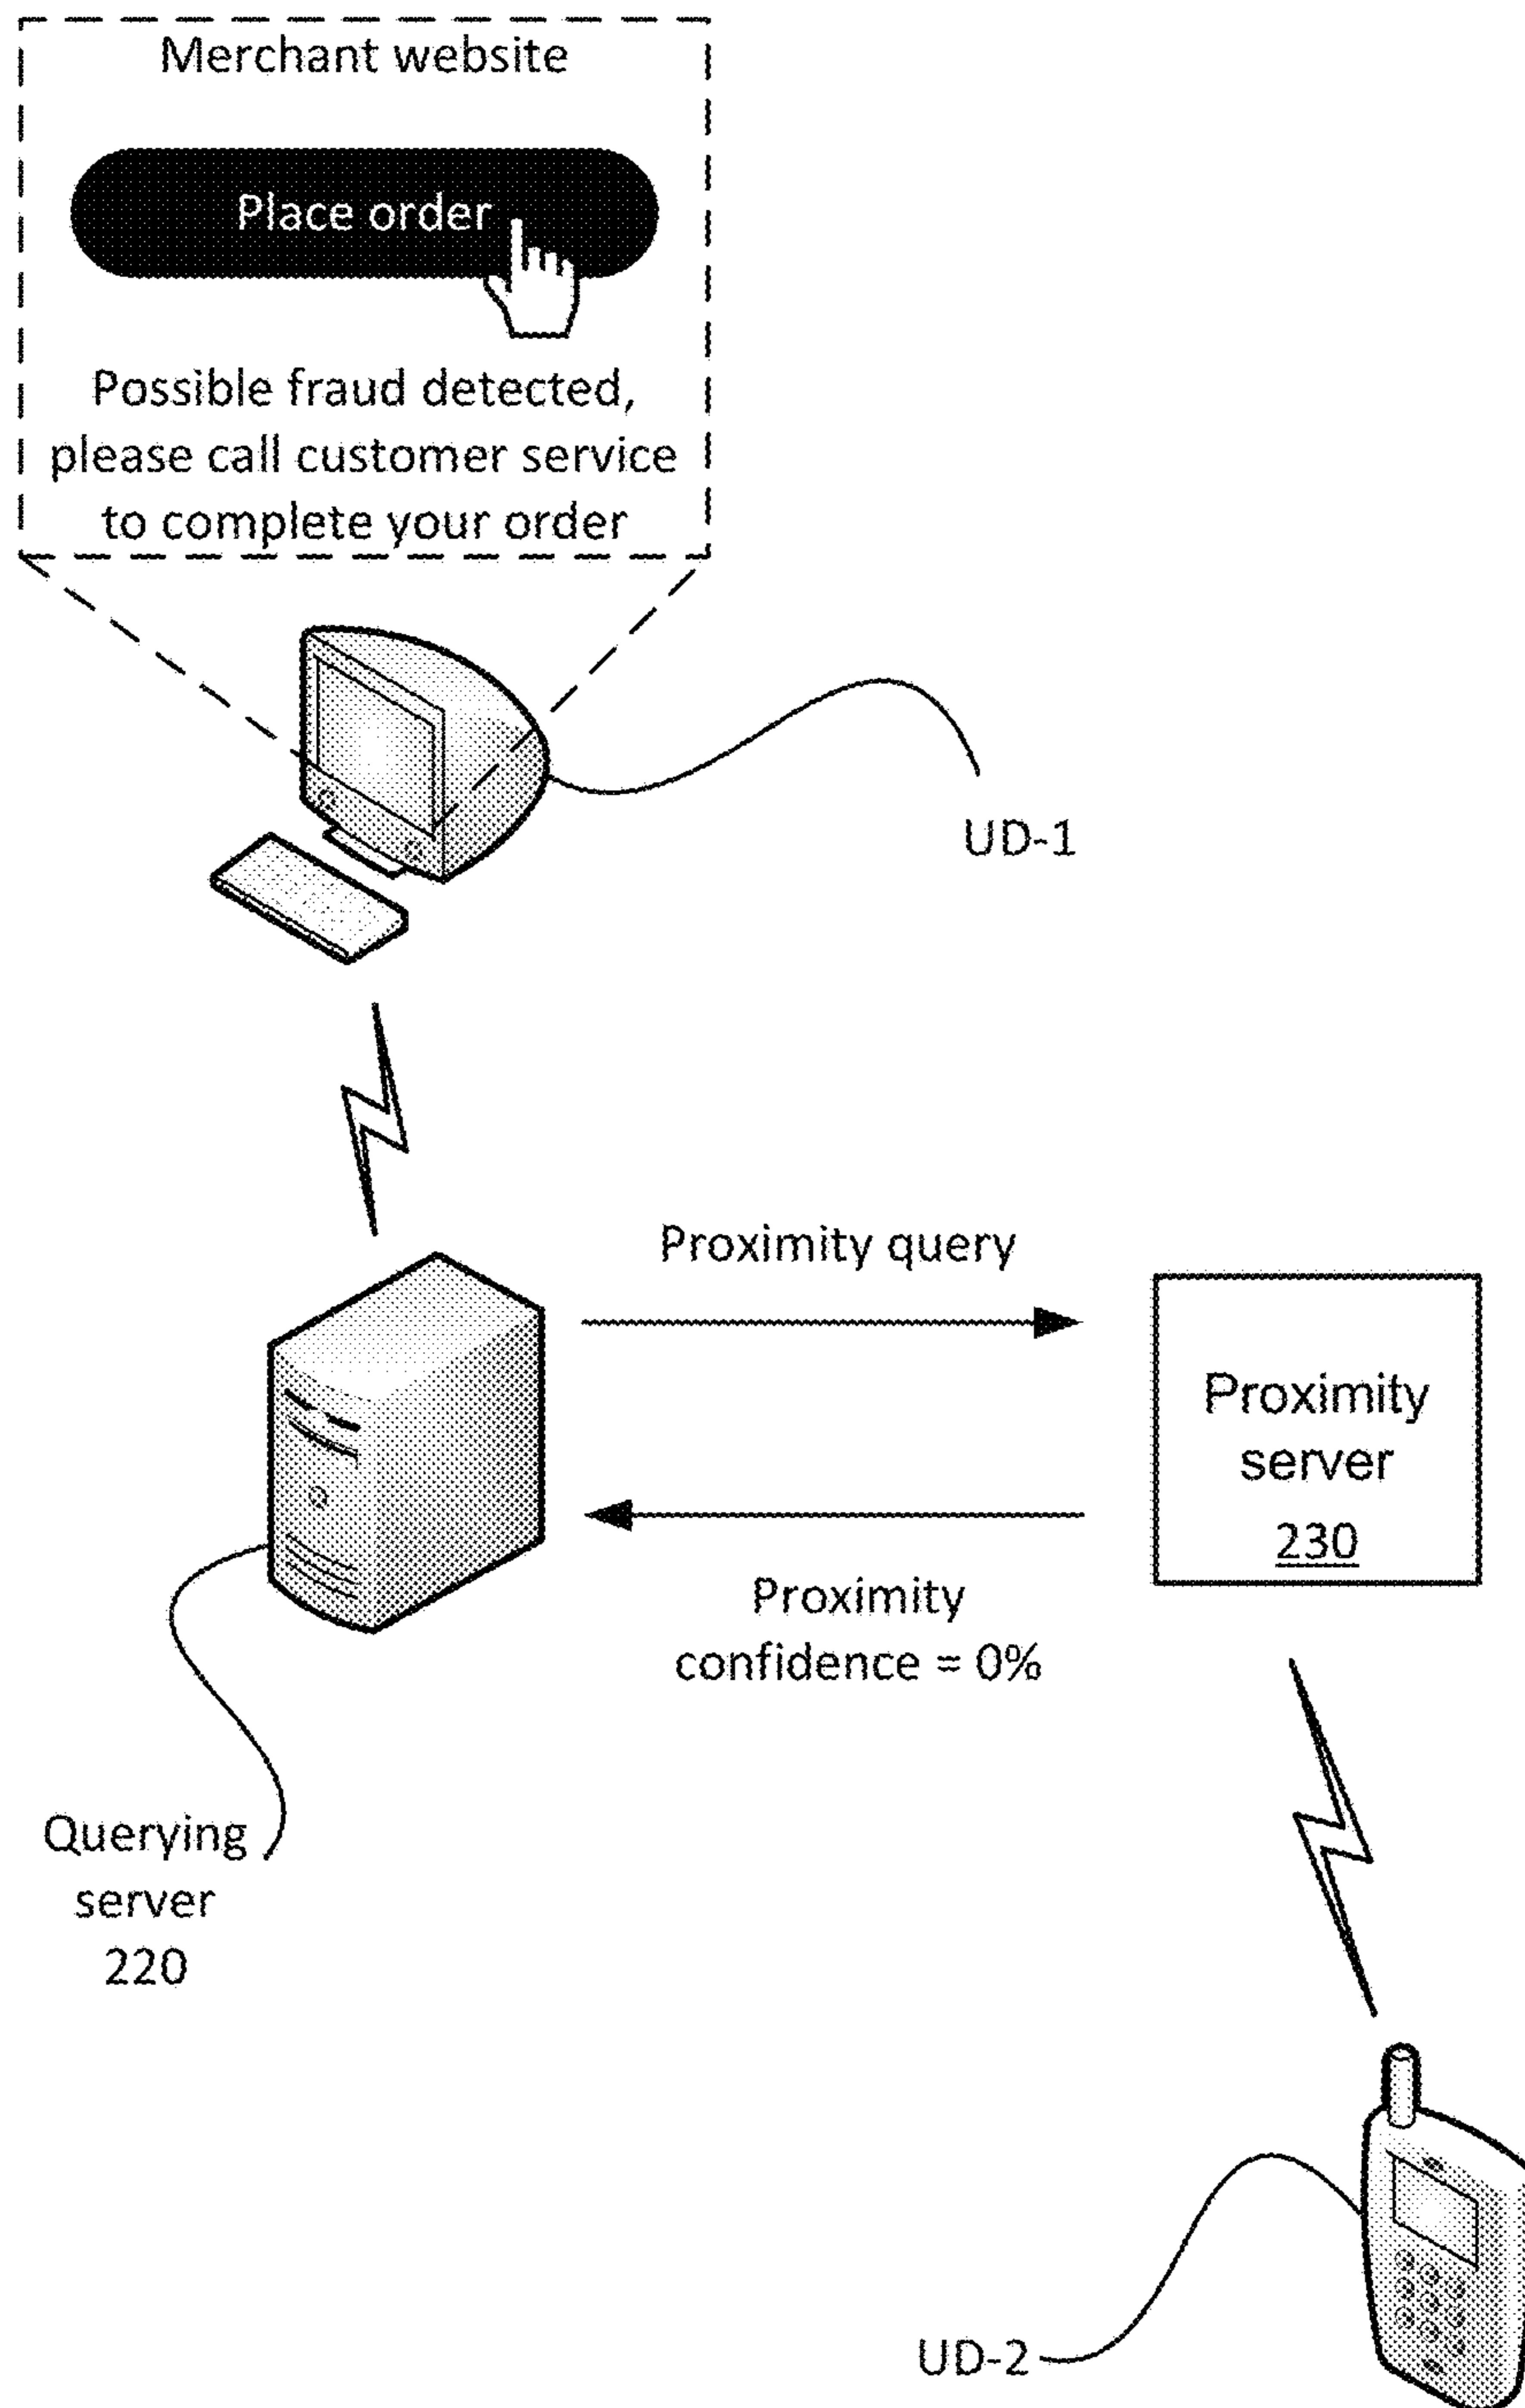 Merchant website
Place order
Possible fraud detected,
please call customer service
to complete your order
UD-1
Proximity query
Proximity
server
230
Proximity
confidence = 0%
Querying
server
220
UD-2